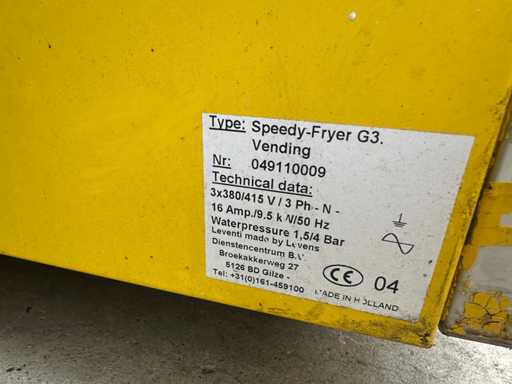 Type: Speedy-Fryer G3.
Vending
Nr: 049110009
Technical data:
3x380/415 V / 3 Ph - N -
16 Amp./9.5 kW/50 Hz
Waterpressure 1,5/4 Bar
Leventi made by Levens
Dienstencentrum B.V.
Broekakkerweg 27
5126 BD Gilze -
Tel: +31(0)161-459100
CE 04
MADE IN HOLLAND